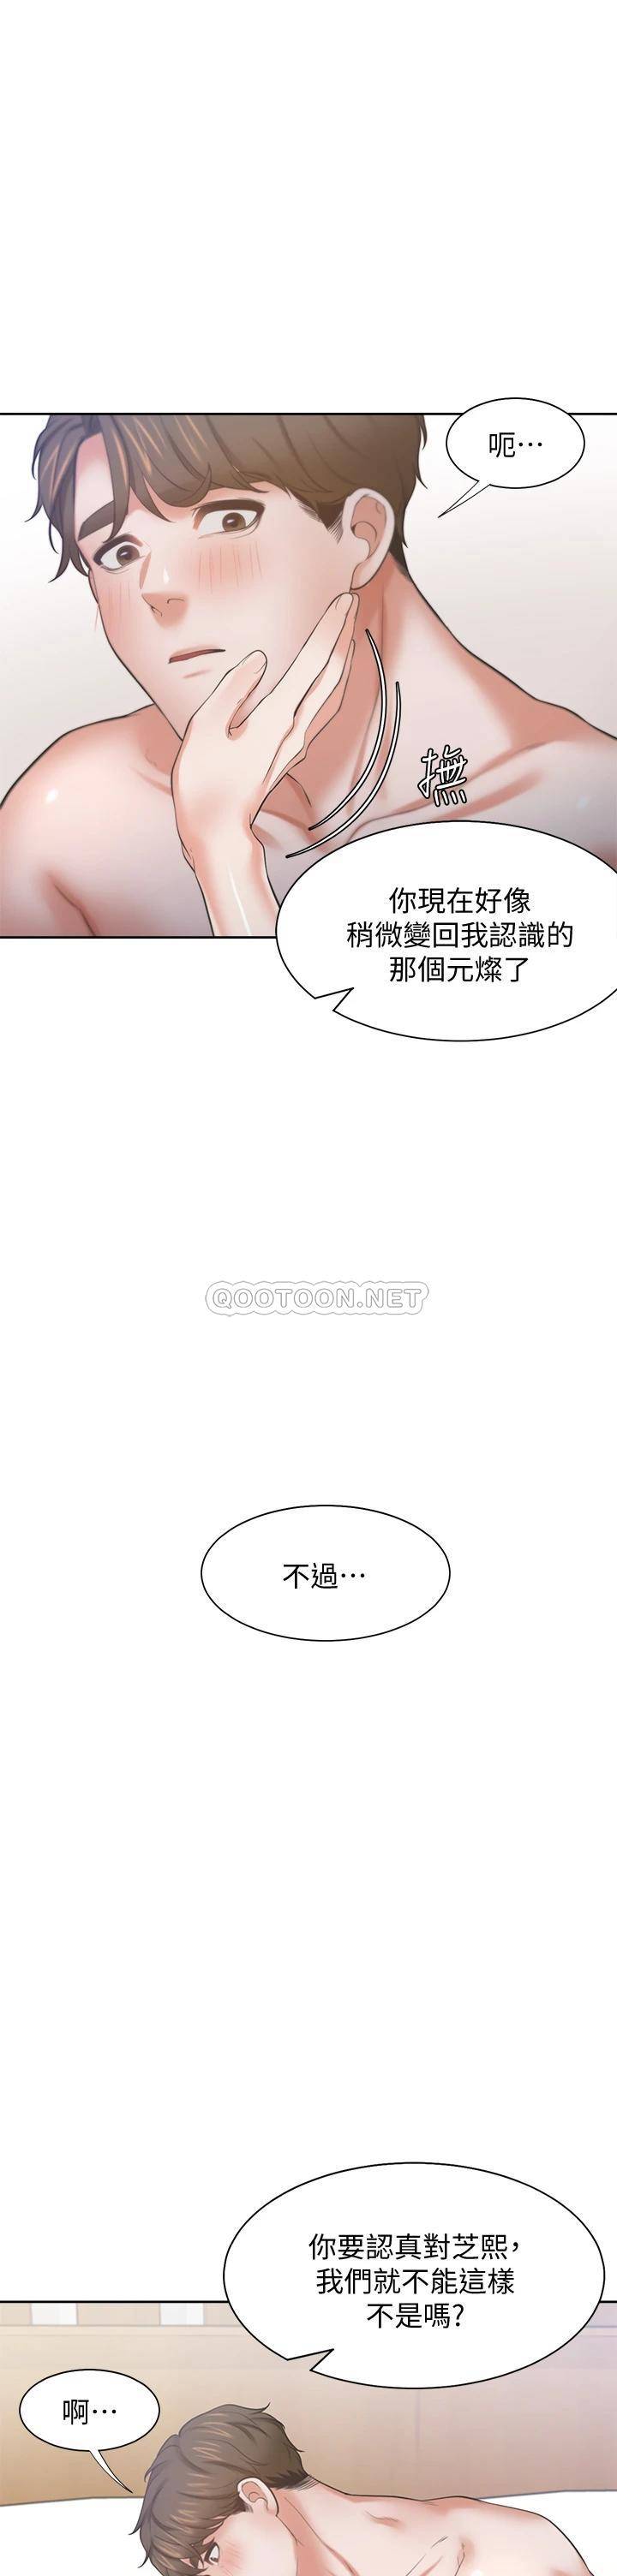 呃⋯
撫
你現在好像
稍微變回我認識的
那個元燦了
QOOTOON.NET
不過⋯
你要認真對芝熙,
我們就不能這樣
不是嗎?
啊⋯